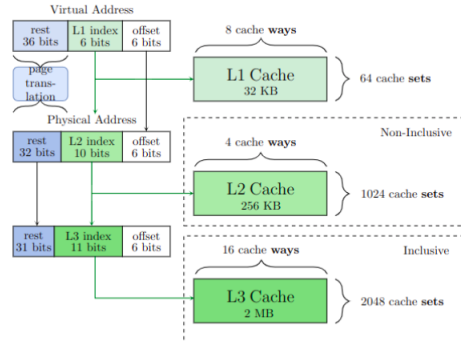 Virtual Address
rest
36 bits
L1 index
6 bits
offset
6 bits
page
tran-
slation
8 cache ways
L1 Cache
32 KB
64 cache sets
Physical Address
rest
32 bits
L2 index
10 bits
offset
6 bits
Non-Inclusive
4 cache ways
L2 Cache
256 KB
1024 cache sets
rest
31 bits
L3 index
11 bits
offset
6 bits
Inclusive
16 cache ways
L3 Cache
2 MB
2048 cache sets